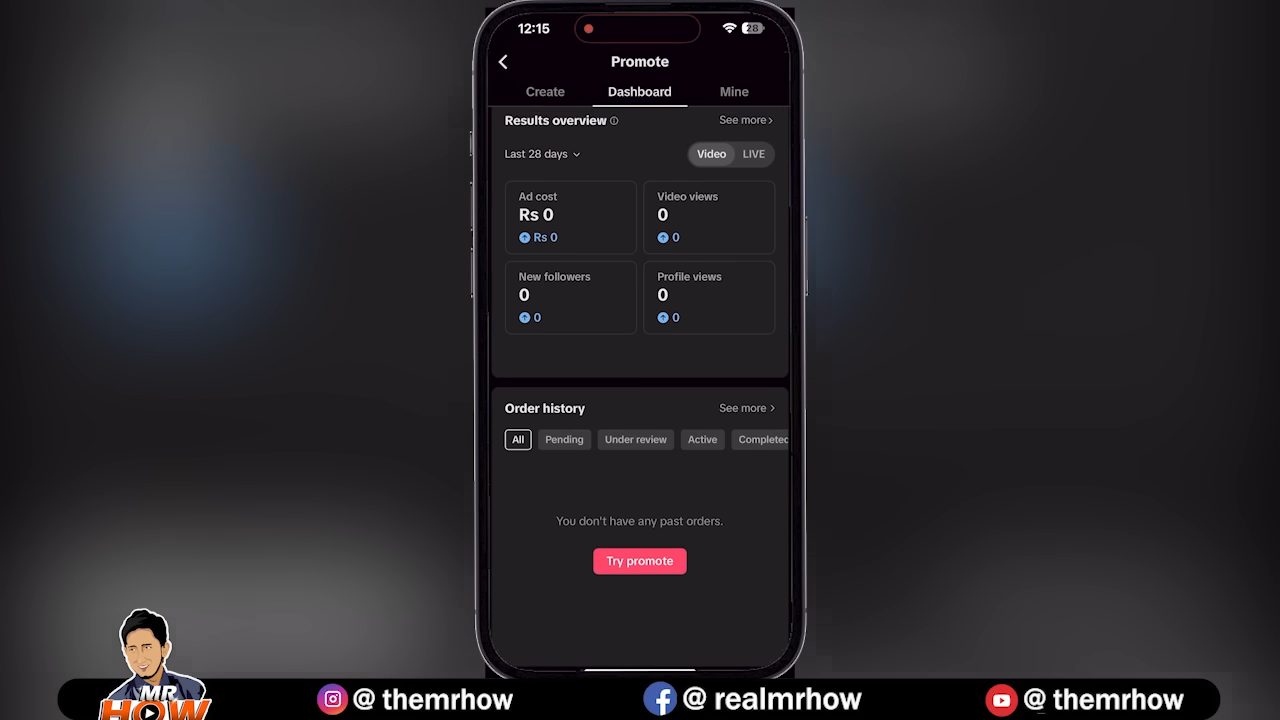 12:15
28
Promote
Create Dashboard Mine
Results overview See more
Last 28 days Video LIVE
Ad cost Video views
Rs 0 0
Rs 0 0
New followers Profile views
0 0
0 0
Order history See more
All Pending Under review Active Completed
You don't have any past orders.
Try promote
MR
HOW
@ themrhow @ realmrhow @ themrhow